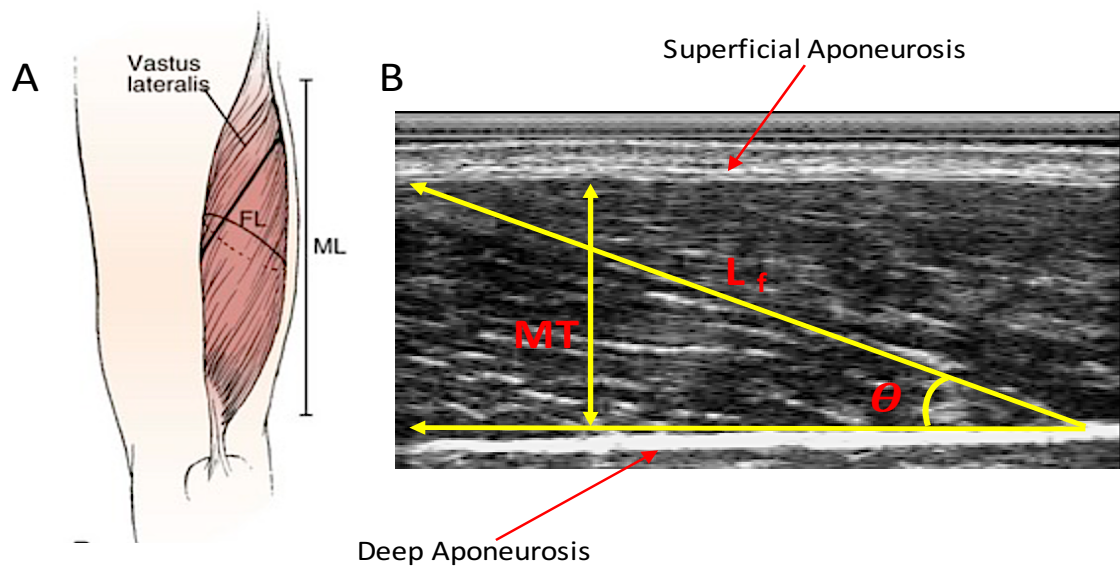 A
Vastus
lateralis
FL
ML
B
Superficial Aponeurosis
L f
MT
θ
Deep Aponeurosis